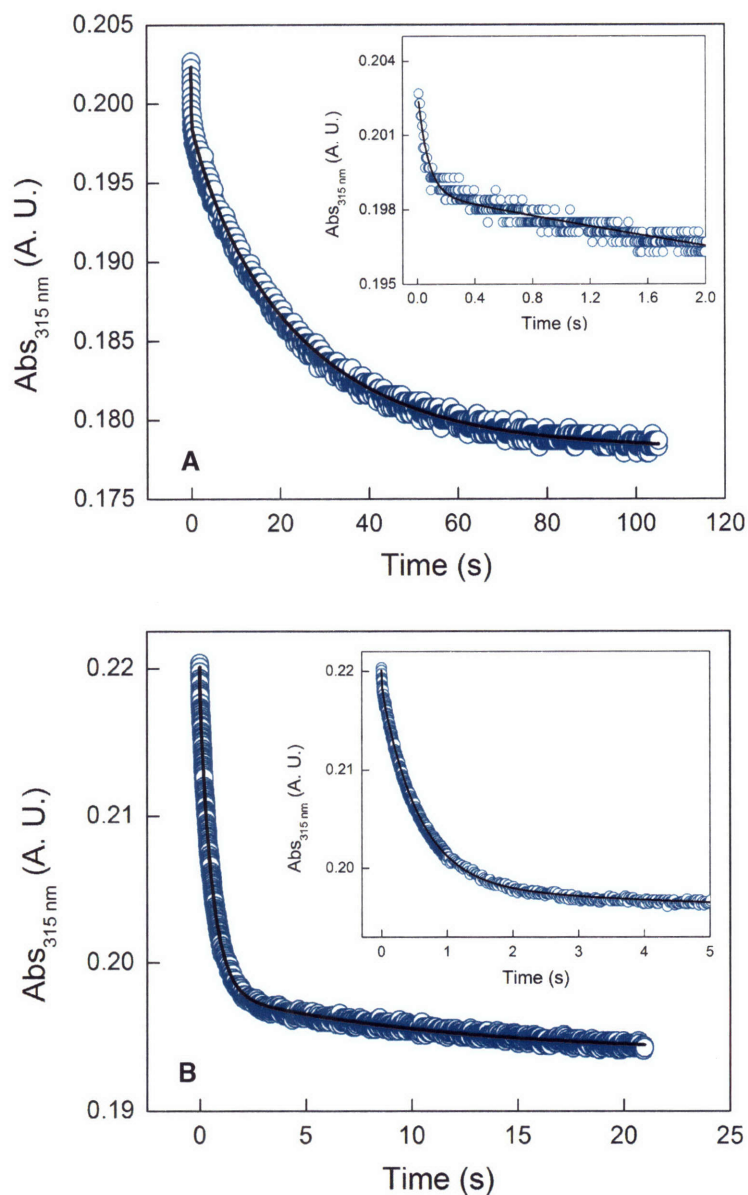 0.205
0.200
0.195
0.190
0.185
0.180
0.175
Abs315 nm (A. U.)
0 20 40 60 80 100 120
Time (s)
A
0.204
0.201
0.198
0.195
Abs315 nm (A. U.)
0.0 0.4 0.8 1.2 1.6 2.0
Time (s)
0.22
0.21
0.20
0.19
Abs315 nm (A. U.)
0 5 10 15 20 25
Time (s)
B
0.22
0.21
0.20
Abs315 nm (A. U.)
0 1 2 3 4 5
Time (s)